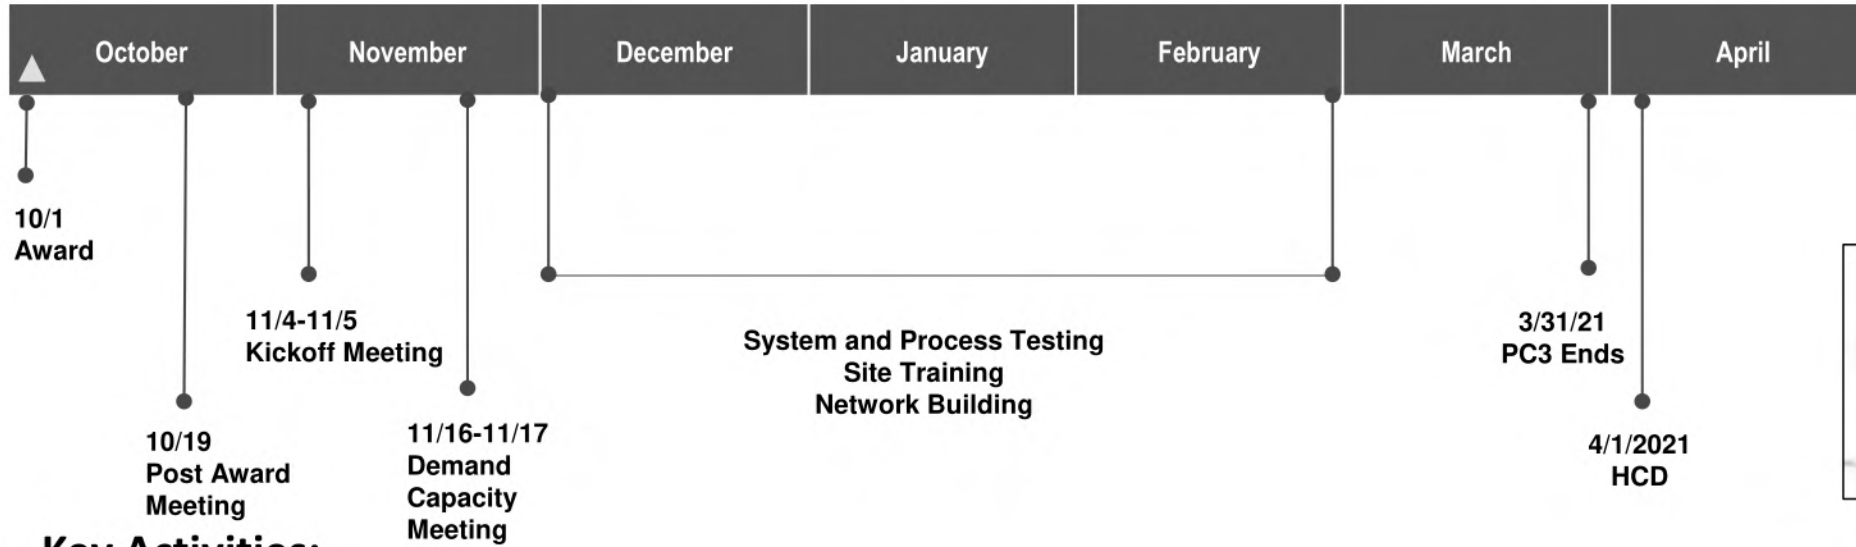 October
November
December
January
February
March
April
10/1
Award
10/19
Post Award
Meeting
11/4-11/5
Kickoff Meeting
11/16-11/17
Demand
Capacity
Meeting
System and Process Testing
Site Training
Network Building
3/31/21
PC3 Ends
4/1/2021
HCD
Key Activities: